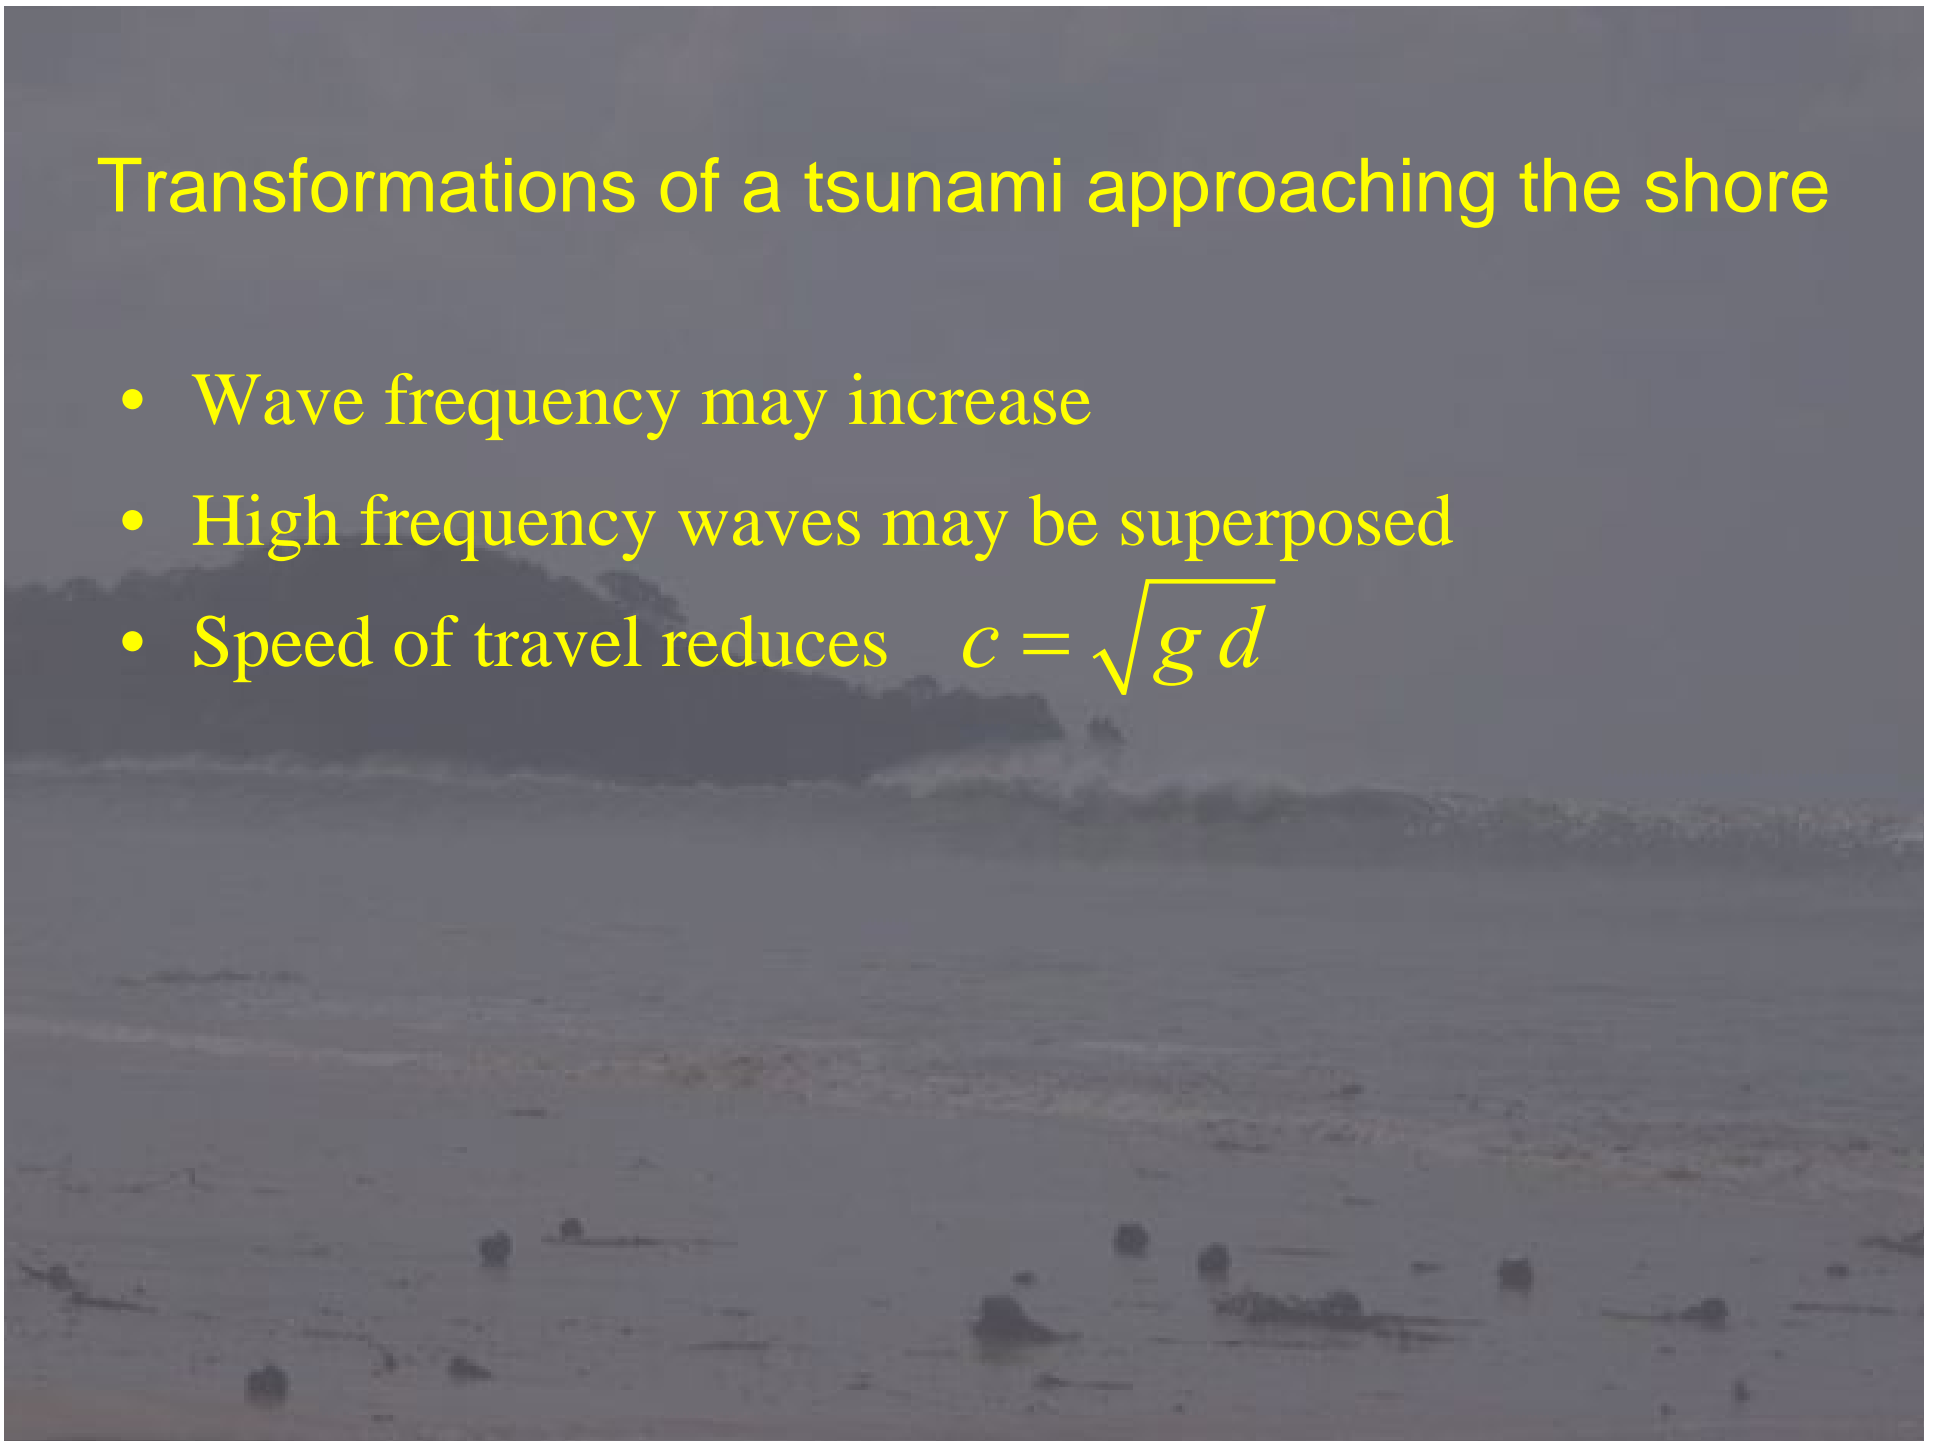 Transformations of a tsunami approaching the shore
• Wave frequency may increase
• High frequency waves may be superposed
• Speed of travel reduces c = √g d